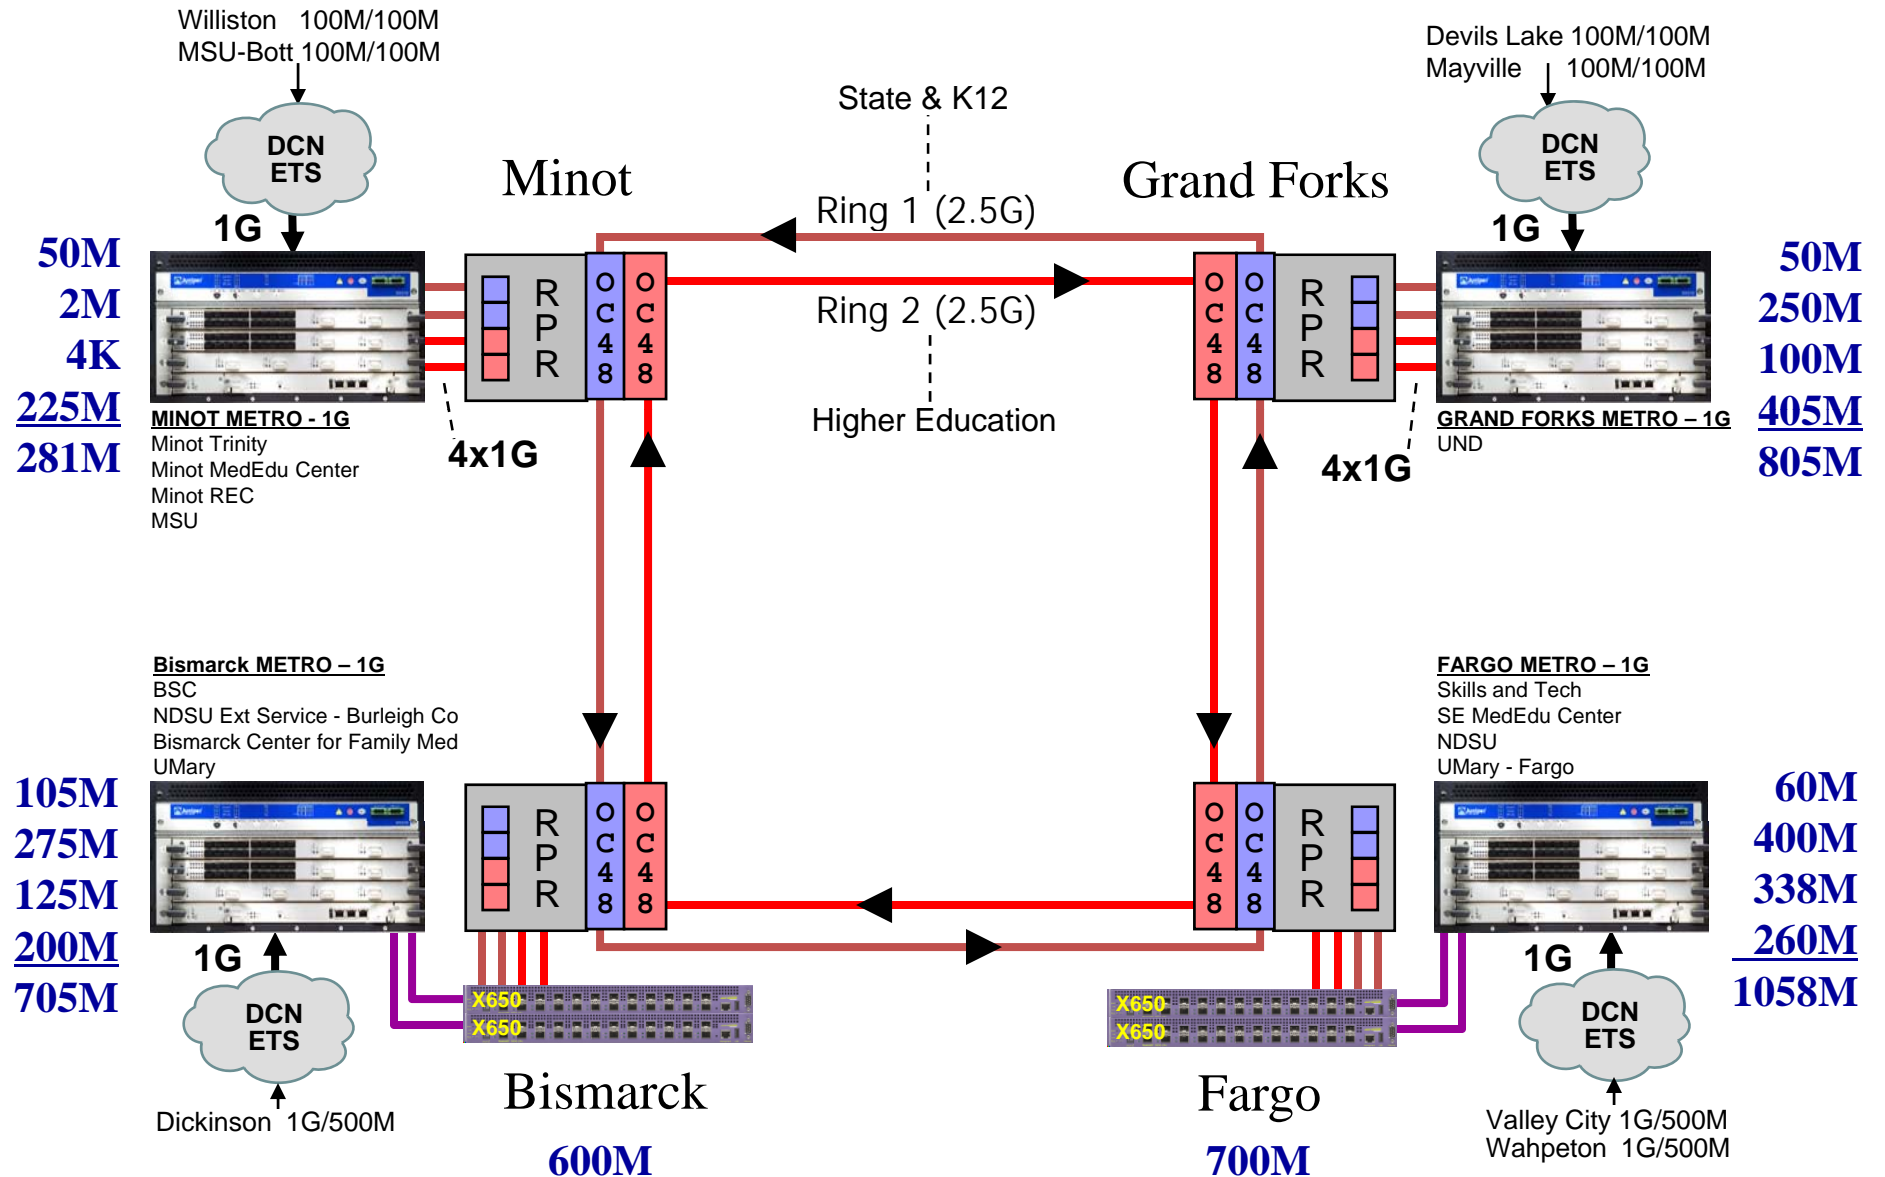 Williston 100M/100M
MSU-Bott 100M/100M
DCN
ETS
1G
Minot
State & K12
Ring 1 (2.5G)
Ring 2 (2.5G)
Higher Education
Grand Forks
Devils Lake 100M/100M
Mayville 100M/100M
DCN
ETS
1G
50M
2M
4K
225M
281M
Juniper
RPR
OC48
OC48
4x1G
MINOT METRO - 1G
Minot Trinity
Minot MedEdu Center
Minot REC
MSU
OC48
OC48
RPR
4x1G
Juniper
GRAND FORKS METRO – 1G
UND
50M
250M
100M
405M
805M
Bismarck METRO – 1G
BSC
NDSU Ext Service - Burleigh Co
Bismarck Center for Family Med
UMary
105M
275M
125M
200M
705M
Juniper
RPR
OC48
OC48
1G
DCN
ETS
Dickinson 1G/500M
X650
X650
Bismarck
600M
FARGO METRO – 1G
Skills and Tech
SE MedEdu Center
NDSU
UMary - Fargo
OC48
OC48
RPR
Juniper
60M
400M
338M
260M
1058M
1G
DCN
ETS
Valley City 1G/500M
Wahpeton 1G/500M
X650
X650
Fargo
700M